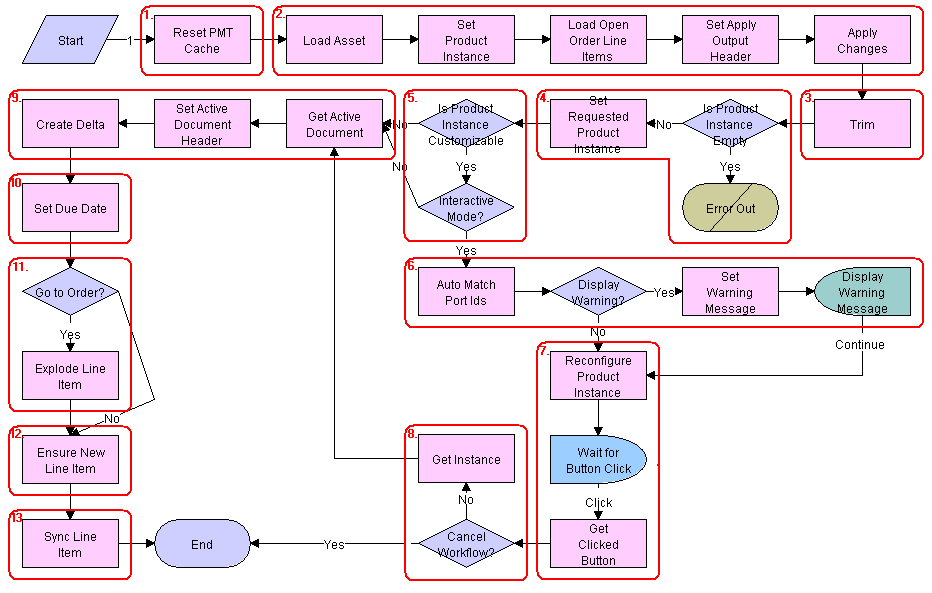 1.
2.
Start
1
Reset PMT
Cache
Load Asset
Set
Product
Instance
Load Open
Order Line
Items
Set Apply
Output
Header
Apply
Changes
9.
Create Delta
Set Active
Document
Header
Get Active
Document
No
No
5.
Is Product
Instance
Customizable
Yes
Interactive
Mode?
Yes
4.
Set
Requested
Product
Instance
No
Is Product
Instance
Empty
Yes
Error Out
3.
Trim
10.
Set Due Date
11.
Go to Order?
Yes
Explode Line
Item
No
6.
Auto Match
Port Ids
Display
Warning?
Yes
Set
Warning
Message
Display
Warning
Message
No
Continue
7.
Reconfigure
Product
Instance
Wait for
Button Click
Click
Get
Clicked
Button
8.
Get Instance
No
Cancel
Workflow?
Yes
12.
Ensure New
Line Item
13.
Sync Line
Item
End